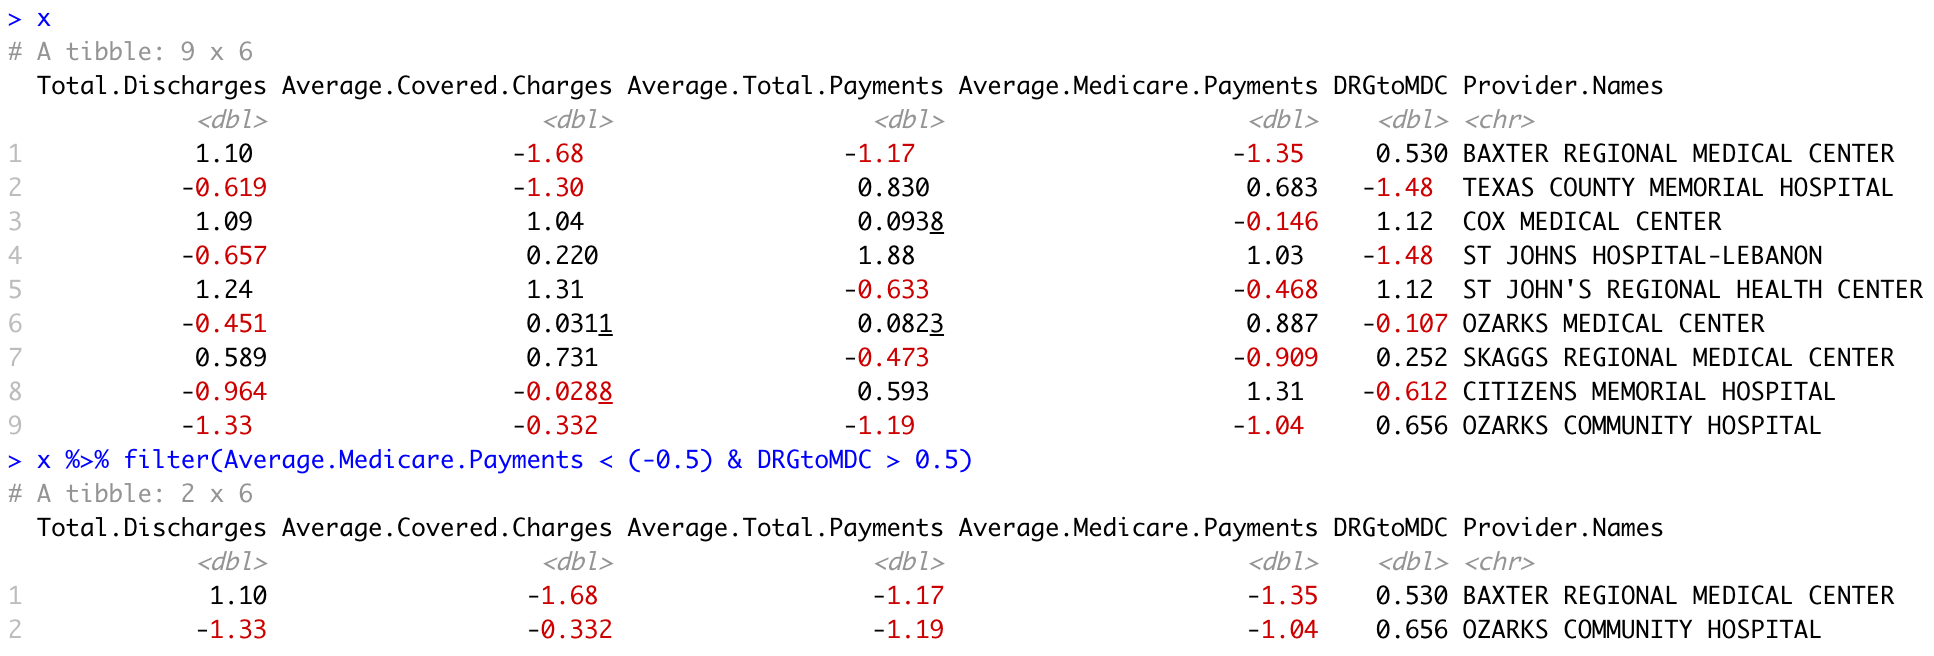 > x
# A tibble: 9 x 6
  Total.Discharges Average.Covered.Charges Average.Total.Payments Average.Medicare.Payments DRGtoMDC Provider.Names
             <dbl>                   <dbl>                  <dbl>                     <dbl>    <dbl> <chr>
1            1.10                  -1.68                  -1.17                      -1.35     0.530 BAXTER REGIONAL MEDICAL CENTER
2           -0.619                 -1.30                   0.830                      0.683   -1.48  TEXAS COUNTY MEMORIAL HOSPITAL
3            1.09                   1.04                   0.0938                    -0.146    1.12  COX MEDICAL CENTER
4           -0.657                  0.220                  1.88                       1.03    -1.48  ST JOHNS HOSPITAL-LEBANON
5            1.24                   1.31                  -0.633                     -0.468    1.12  ST JOHN'S REGIONAL HEALTH CENTER
6           -0.451                  0.0311                 0.0823                     0.887   -0.107 OZARKS MEDICAL CENTER
7            0.589                  0.731                 -0.473                     -0.909    0.252 SKAGGS REGIONAL MEDICAL CENTER
8           -0.964                 -0.0288                 0.593                      1.31    -0.612 CITIZENS MEMORIAL HOSPITAL
9           -1.33                  -0.332                 -1.19                      -1.04     0.656 OZARKS COMMUNITY HOSPITAL
> x %>% filter(Average.Medicare.Payments < (-0.5) & DRGtoMDC > 0.5)
# A tibble: 2 x 6
  Total.Discharges Average.Covered.Charges Average.Total.Payments Average.Medicare.Payments DRGtoMDC Provider.Names
             <dbl>                   <dbl>                  <dbl>                     <dbl>    <dbl> <chr>
1             1.10                  -1.68                   -1.17                     -1.35    0.530 BAXTER REGIONAL MEDICAL CENTER
2            -1.33                  -0.332                  -1.19                     -1.04    0.656 OZARKS COMMUNITY HOSPITAL